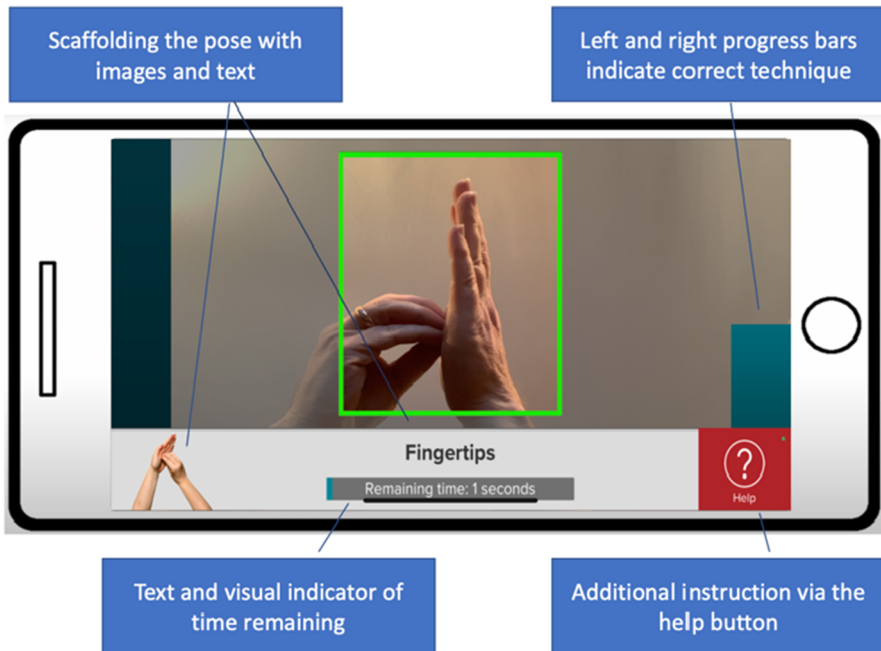 Scaffolding the pose with
images and text
Left and right progress bars
indicate correct technique
Fingertips
Remaining time: 1 seconds
?
Help
Text and visual indicator of
time remaining
Additional instruction via the
help button